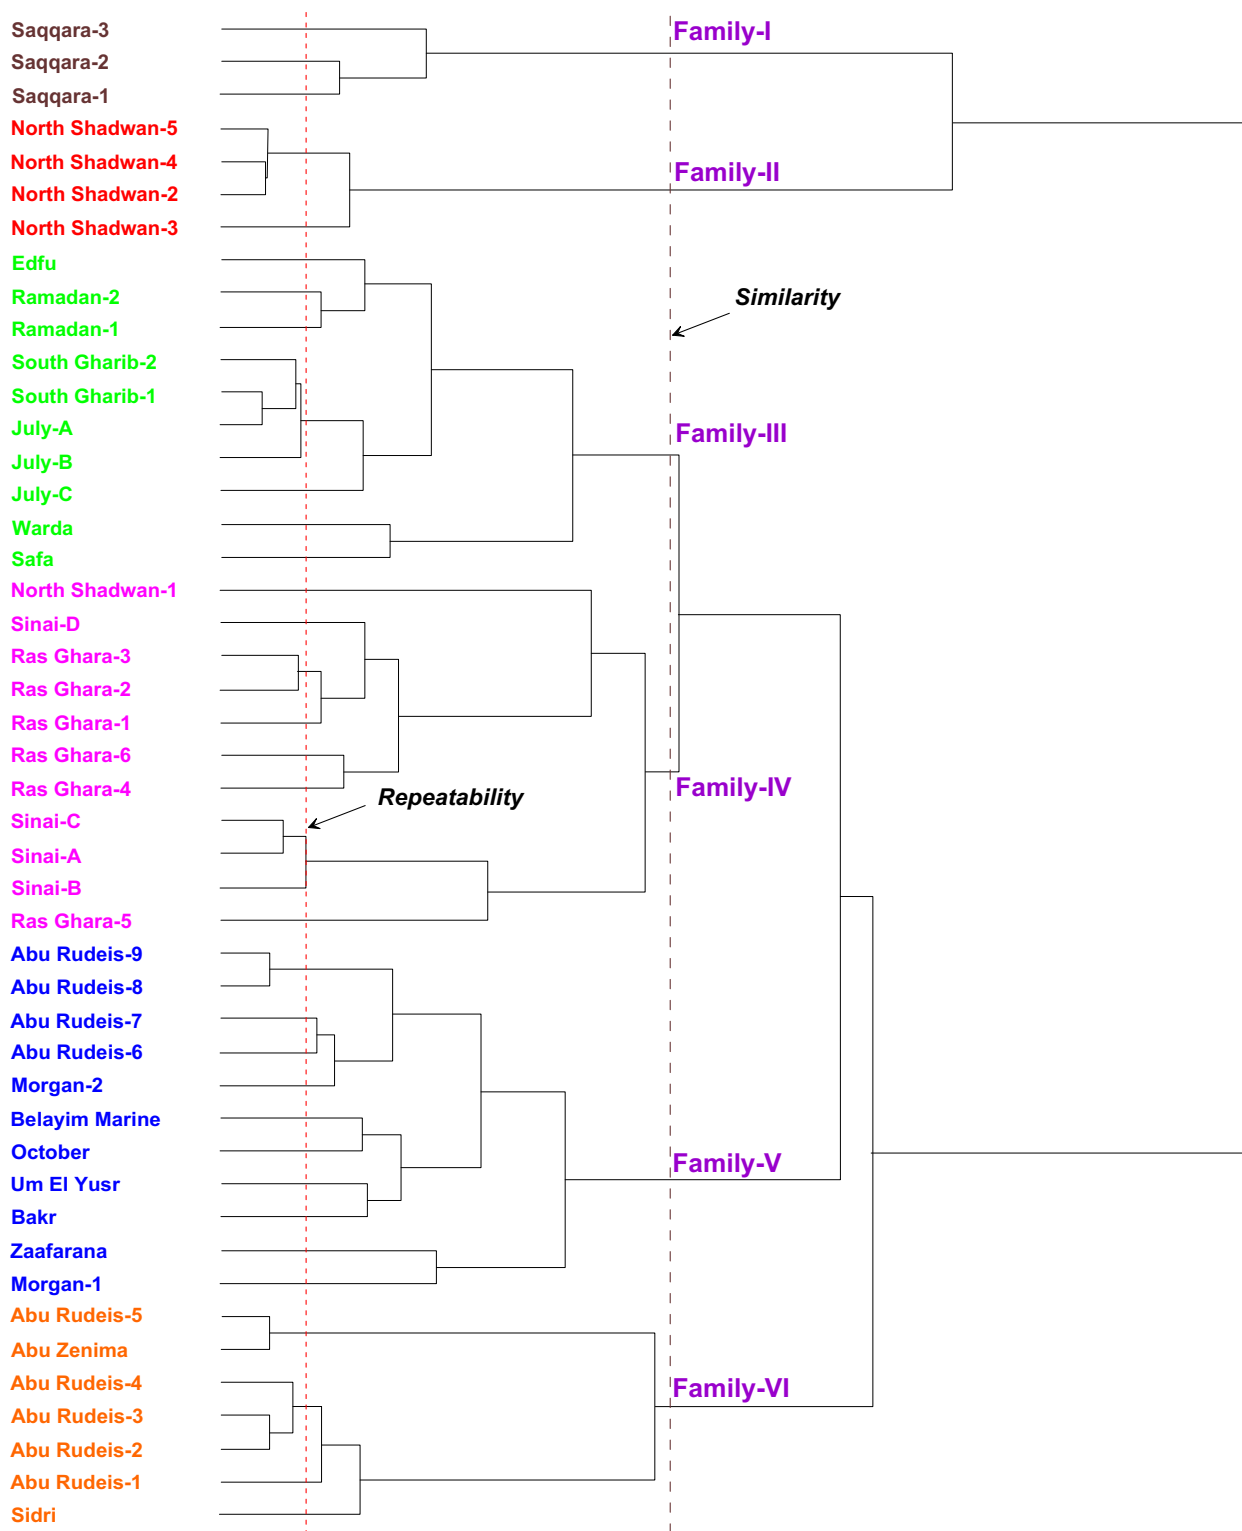 Saqqara-3
Family-I
Saqqara-2
Saqqara-1
North Shadwan-5
North Shadwan-4
Family-II
North Shadwan-2
North Shadwan-3
Edfu
Ramadan-2
Similarity
Ramadan-1
South Gharib-2
South Gharib-1
July-A
Family-III
July-B
July-C
Warda
Safa
North Shadwan-1
Sinai-D
Ras Ghara-3
Ras Ghara-2
Ras Ghara-1
Ras Ghara-6
Ras Ghara-4
Family-IV
Repeatability
Sinai-C
Sinai-A
Sinai-B
Ras Ghara-5
Abu Rudeis-9
Abu Rudeis-8
Abu Rudeis-7
Abu Rudeis-6
Morgan-2
Belayim Marine
October
Family-V
Um El Yusr
Bakr
Zaafarana
Morgan-1
Abu Rudeis-5
Abu Zenima
Abu Rudeis-4
Family-VI
Abu Rudeis-3
Abu Rudeis-2
Abu Rudeis-1
Sidri